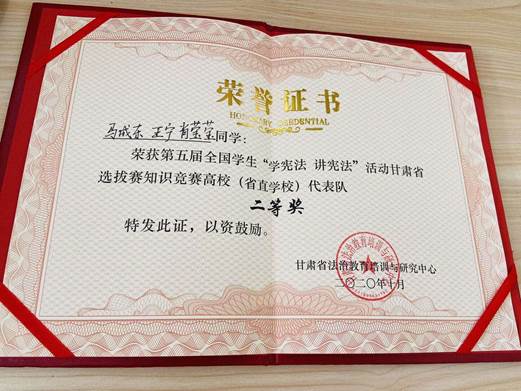 荣誉证书
HONORARY CREDENTIAL
马成东 王宁 肖莹莹同学：
荣获第五届全国学生“学宪法 讲宪法”活动甘肃省
选拔赛知识竞赛高校（省直学校）代表队
二等奖
特发此证，以资鼓励。
甘肃省法治教育培训与研究中心
二〇二〇年十月